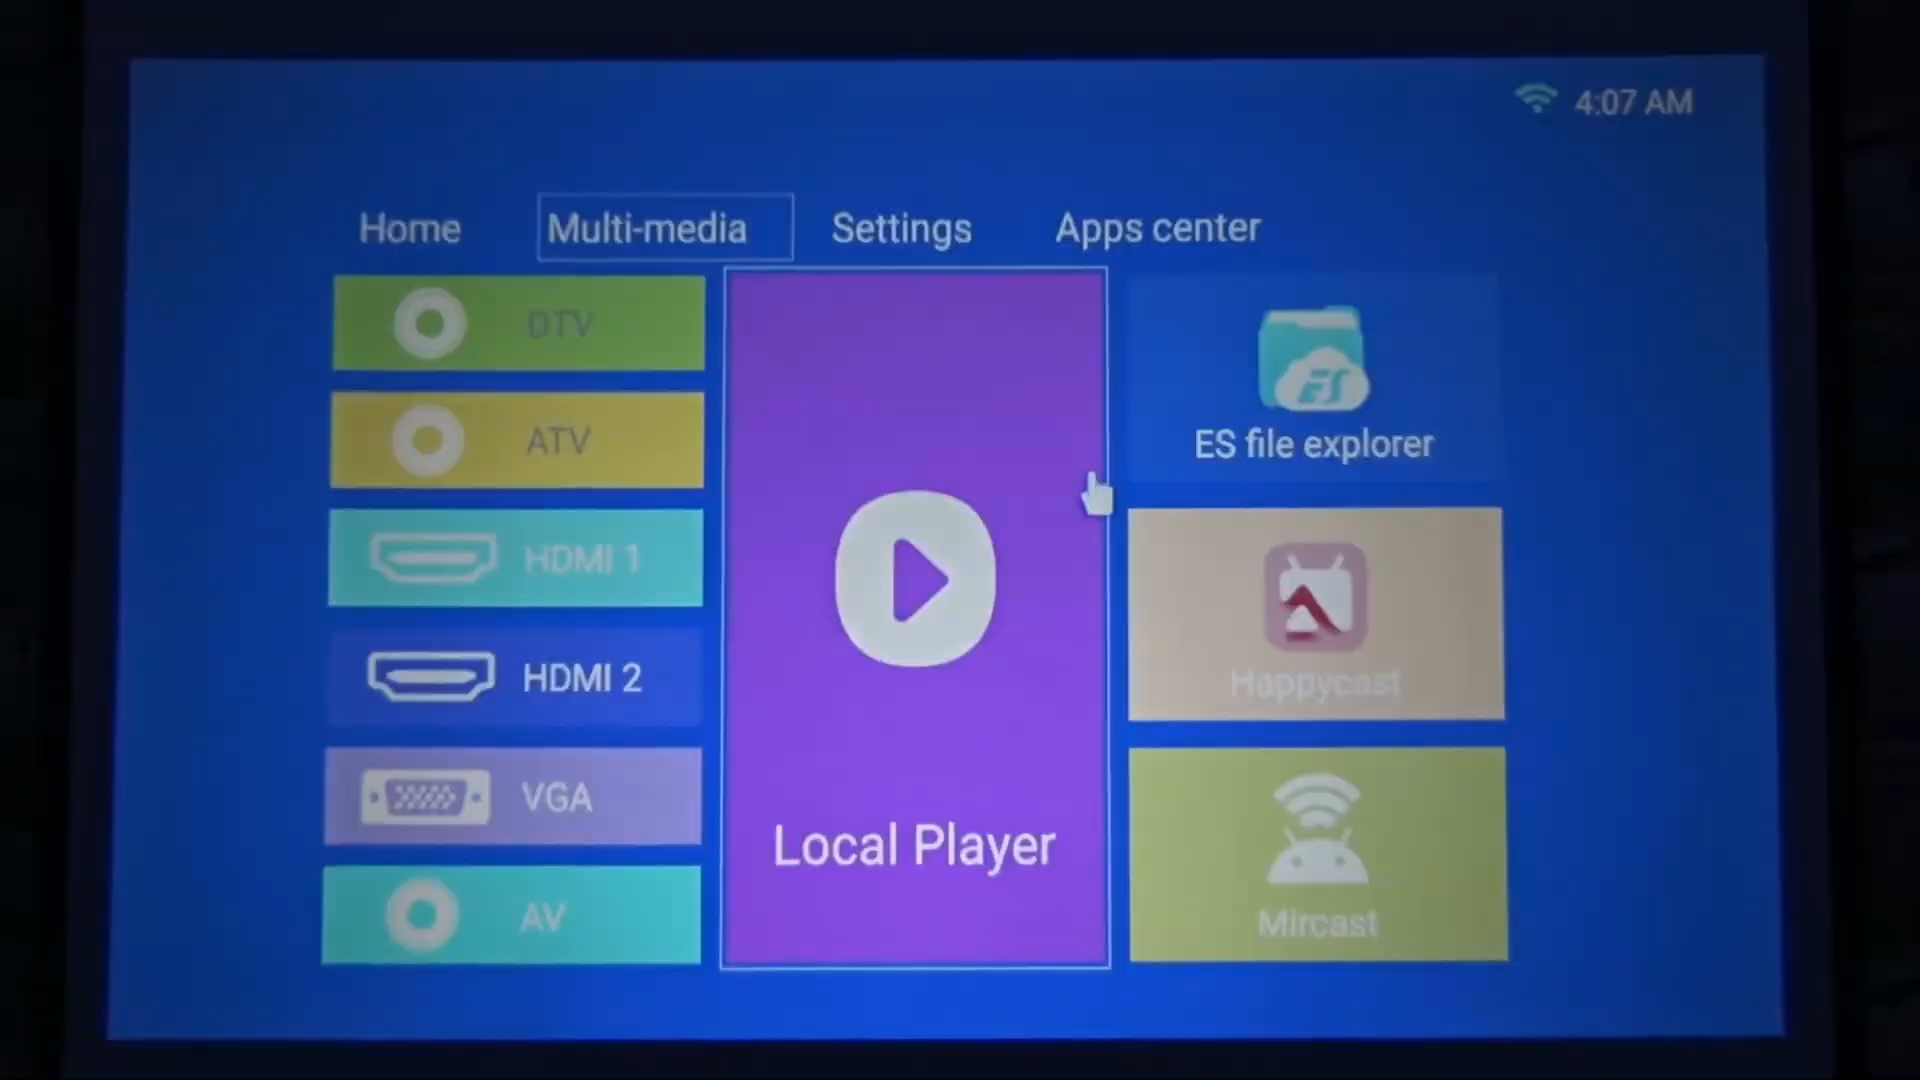 4:07 AM
Home
Multi-media
Settings
Apps center
DTV
ATV
HDMI 1
HDMI 2
VGA
AV
Local Player
ES
ES file explorer
Happycast
Mircast